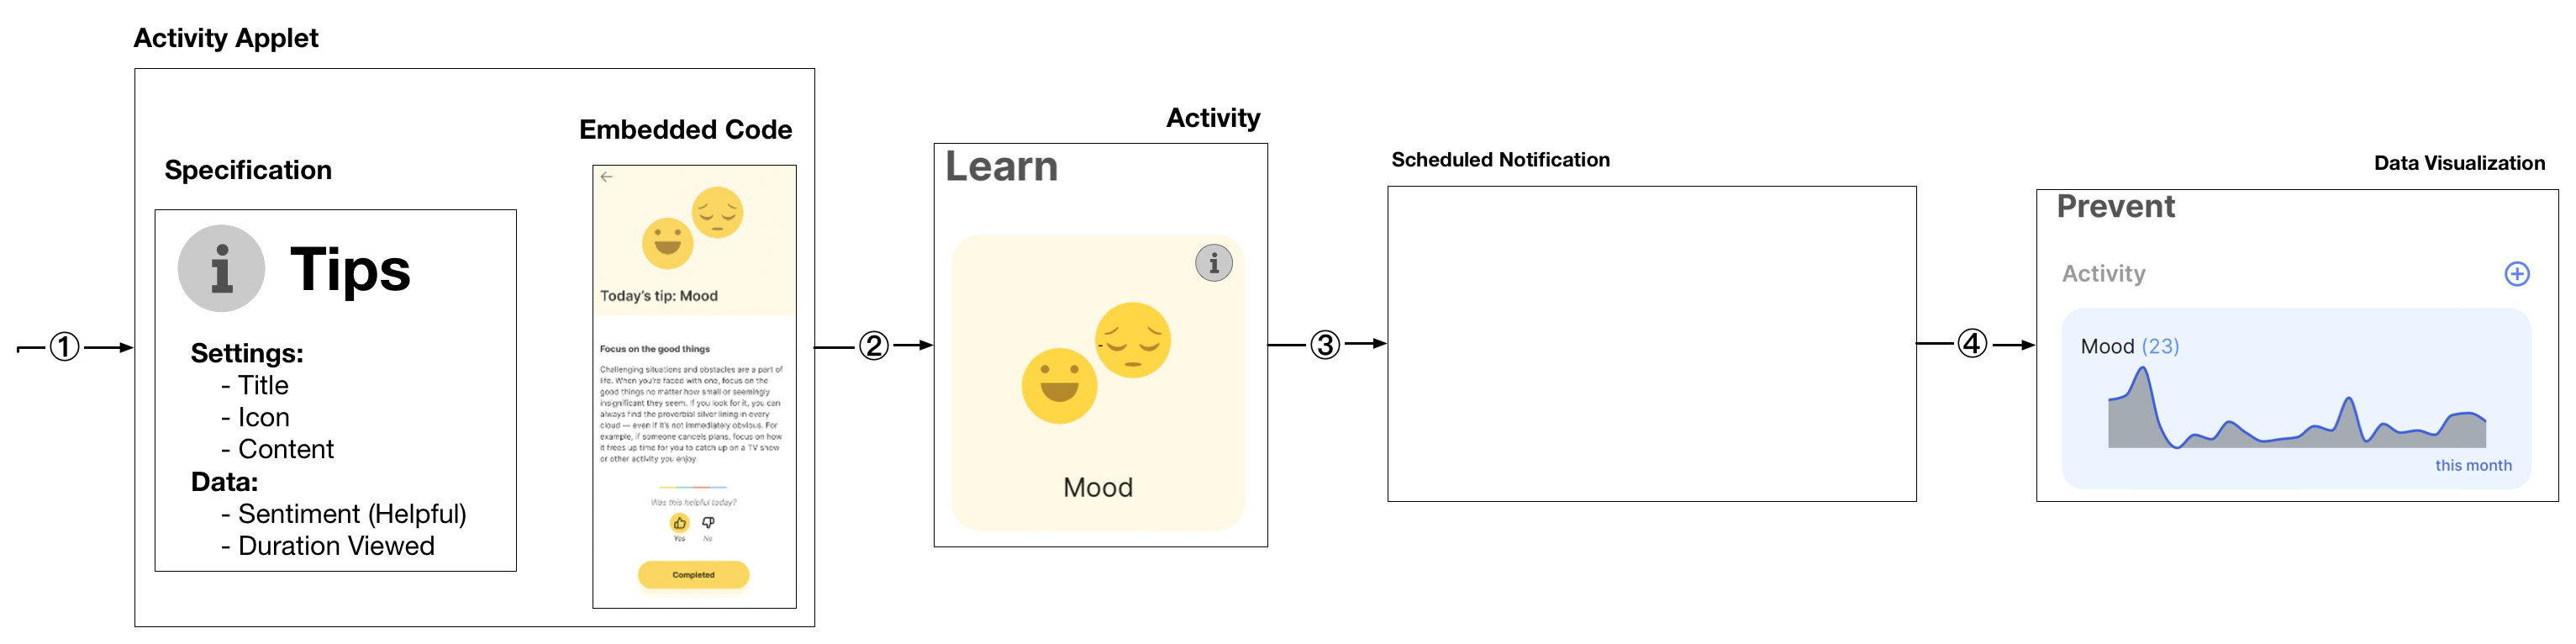 Activity Applet
Specification
i Tips
Settings:
- Title
- Icon
- Content
Data:
- Sentiment (Helpful)
- Duration Viewed
Embedded Code
Today's tip: Mood
Focus on the good things
Challenging situations and obstacles are a part of
life. When you're faced with one, focus on the
good things no matter how small or seemingly
insignificant they seem. If you look for it, you can
always find the proverbial silver lining in every
cloud — even if it's not immediately obvious. For
example, if someone cancels plans, focus on how
it frees up time for you to catch up on a TV show
or other activity you enjoy.
Was this helpful today?
Yes No
Completed
①
②
Activity
Learn
i
Mood
③
Scheduled Notification
④
Data Visualization
Prevent
Activity
Mood (23)
this month